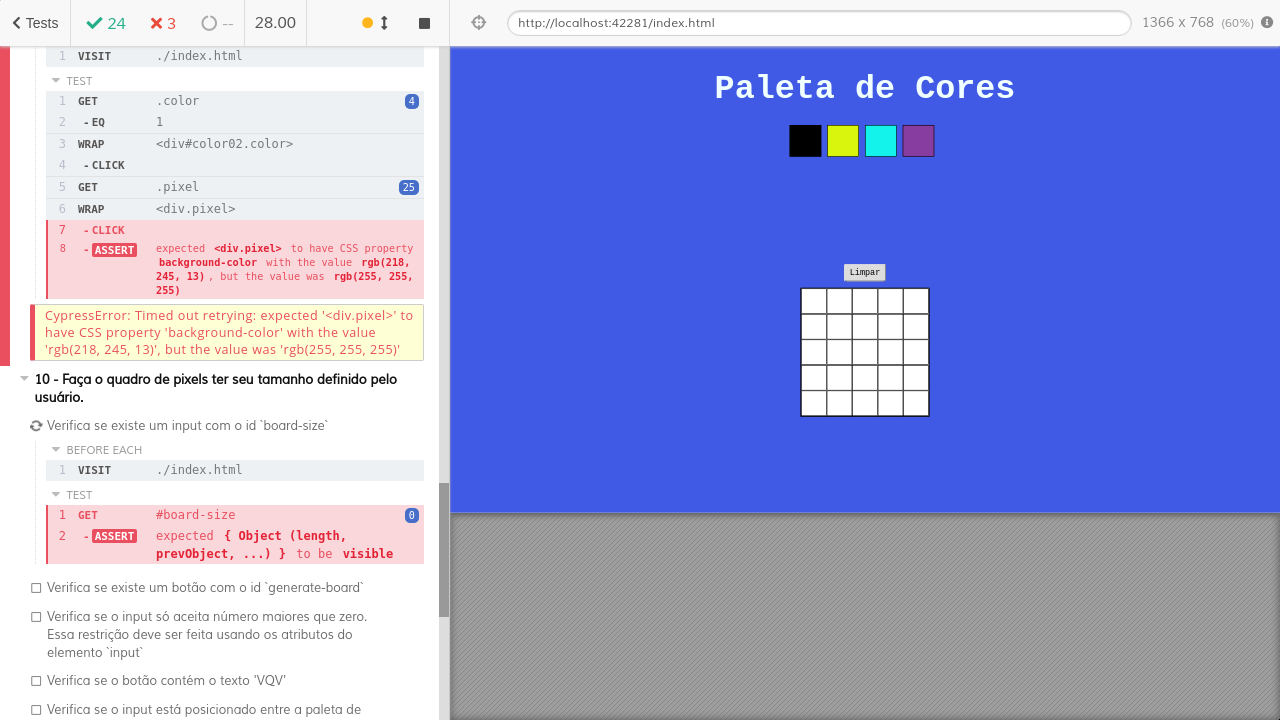 Tests 24 3 -- 28.00
http://localhost:42281/index.html 1366 x 768 (60%)
1 VISIT ./index.html
TEST
1 GET .color 4
2 - EQ 1
3 WRAP <div#color02.color>
4 - CLICK
5 GET .pixel 25
6 WRAP <div.pixel>
7 - CLICK
8 - ASSERT expected <div.pixel> to have CSS property
background-color with the value rgb(218,
245, 13), but the value was rgb(255, 255,
255)
CypressError: Timed out retrying: expected '<div.pixel>' to
have CSS property 'background-color' with the value
'rgb(218, 245, 13)', but the value was 'rgb(255, 255, 255)'
10 - Faça o quadro de pixels ter seu tamanho definido pelo
usuário.
Verifica se existe um input com o id `board-size`
BEFORE EACH
1 VISIT ./index.html
TEST
1 GET #board-size 0
2 - ASSERT expected { Object (length,
prevObject, ...) } to be visible
Verifica se existe um botão com o id `generate-board`
Verifica se o input só aceita número maiores que zero.
Essa restrição deve ser feita usando os atributos do
elemento `input`
Verifica se o botão contém o texto 'VQV'
Verifica se o input está posicionado entre a paleta de
Paleta de Cores
Limpar